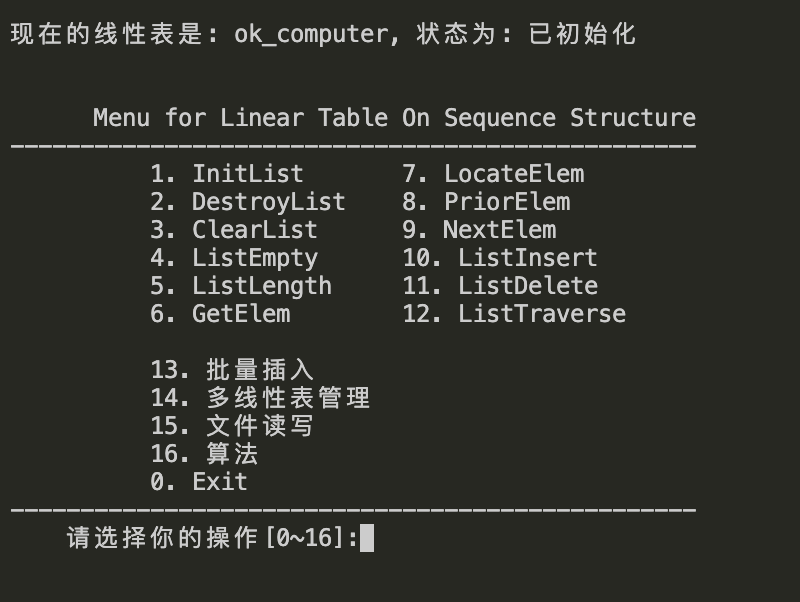 现在的线性表是: ok_computer, 状态为: 已初始化
Menu for Linear Table On Sequence Structure
-------------------------------------------------
1. InitList 7. LocateElem
2. DestroyList 8. PriorElem
3. ClearList 9. NextElem
4. ListEmpty 10. ListInsert
5. ListLength 11. ListDelete
6. GetElem 12. ListTraverse
13. 批量插入
14. 多线性表管理
15. 文件读写
16. 算法
0. Exit
-------------------------------------------------
请选择你的操作[0~16]: